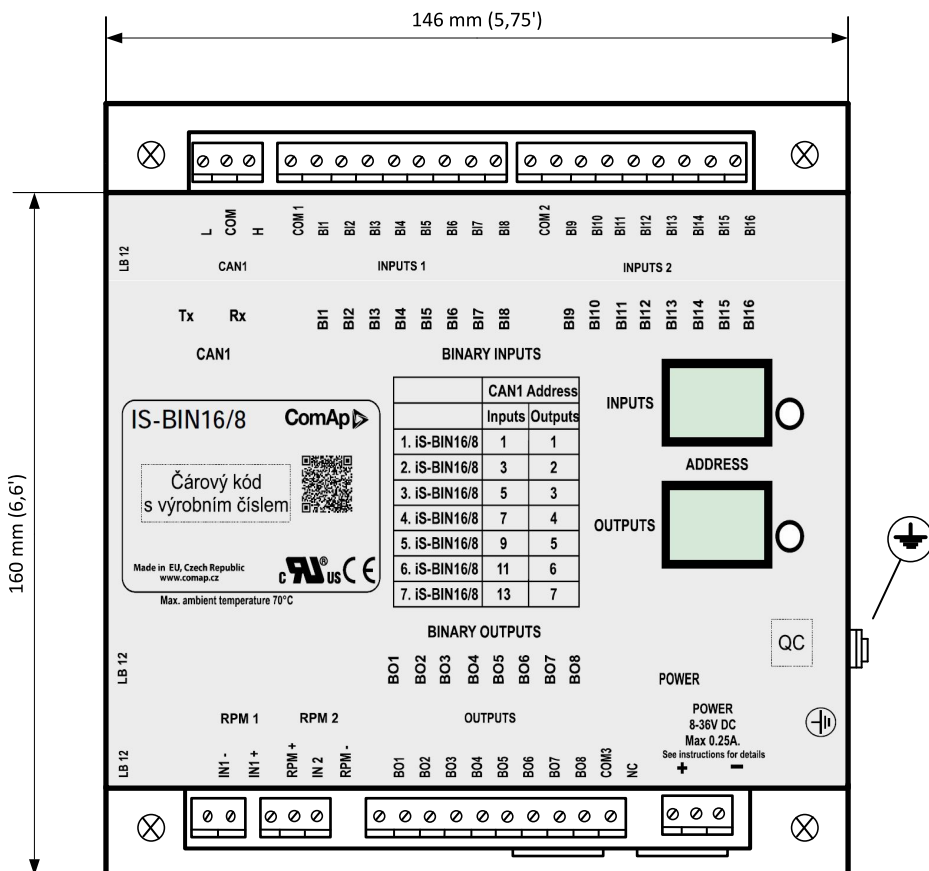 146 mm (5,75')
160 mm (6,6')
LB 12
L COM H
CAN1
COM 1 BI1 BI2 BI3 BI4 BI5 BI6 BI7 BI8
INPUTS 1
COM 2 BI9 BI10 BI11 BI12 BI13 BI14 BI15 BI16
INPUTS 2
Tx Rx
CAN1
BI1 BI2 BI3 BI4 BI5 BI6 BI7 BI8 BI9 BI10 BI11 BI12 BI13 BI14 BI15 BI16
BINARY INPUTS
IS-BIN16/8 ComAp
Čárový kód
s výrobním číslem
Made in EU, Czech Republic
www.comap.cz
C RU ® US CE
Max. ambient temperature 70°C
CAN1 Address
Inputs Outputs
1. iS-BIN16/8 1 1
2. iS-BIN16/8 3 2
3. iS-BIN16/8 5 3
4. iS-BIN16/8 7 4
5. iS-BIN16/8 9 5
6. iS-BIN16/8 11 6
7. iS-BIN16/8 13 7
INPUTS
ADDRESS
OUTPUTS
QC
BINARY OUTPUTS
LB 12
BO1 BO2 BO3 BO4 BO5 BO6 BO7 BO8
POWER
RPM 1 RPM 2 OUTPUTS
POWER
8-36V DC
Max 0.25A.
See instructions for details
+ −
LB 12
IN1 - IN1 + RPM + IN 2 RPM - BO1 BO2 BO3 BO4 BO5 BO6 BO7 BO8 COM3 NC